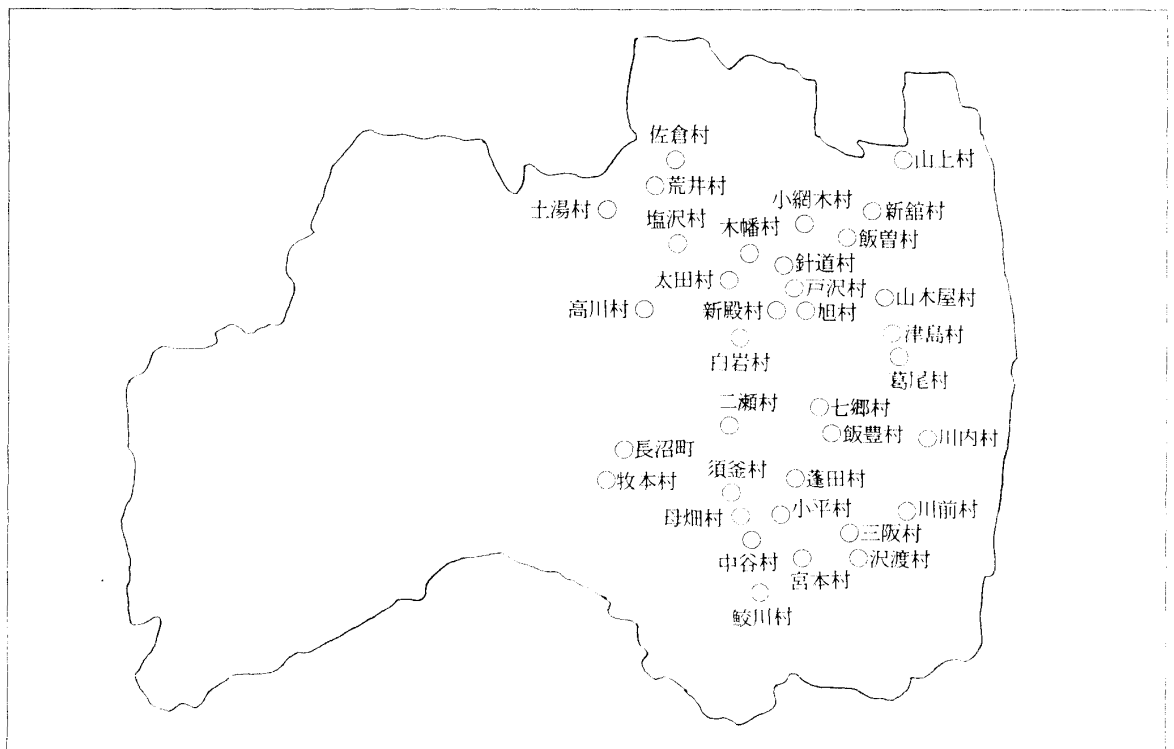 佐倉村
山上村
荒井村
小網木村
土湯村
新舘村
塩沢村
木幡村
飯曽村
針道村
太田村
戸沢村
山木屋村
高川村
新殿村
旭村
津島村
白岩村
葛尾村
二瀬村
七郷村
飯豊村
川内村
長沼町
須釜村
牧本村
蓬田村
母畑村
小平村
川前村
三阪村
中谷村
沢渡村
宮本村
鮫川村